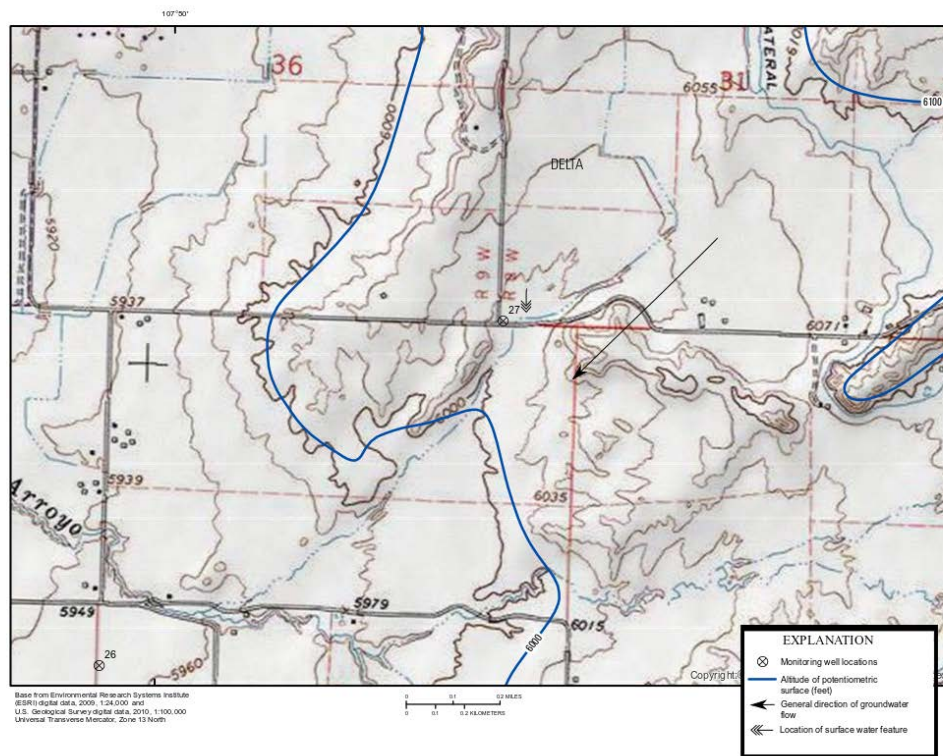 107°50'
36
31
LATERAL
6055
6100
6000
DELTA
5920
R 9 W
R 8 W
27
5937
6071
5939
6035
Arroyo
5949
5979
6015
6000
26
5960
Copyright:
EXPLANATION
Monitoring well locations
Altitude of potentiometric
surface (feet)
General direction of groundwater
flow
Location of surface water feature
Base from Environmental Research Systems Institute
(ESRI) digital data, 2009, 1:24,000 and
U.S. Geological Survey digital data, 2010, 1:100,000
Universal Transverse Mercator, Zone 13 North
0 0.1 0.2 MILES
0 0.1 0.2 KILOMETERS